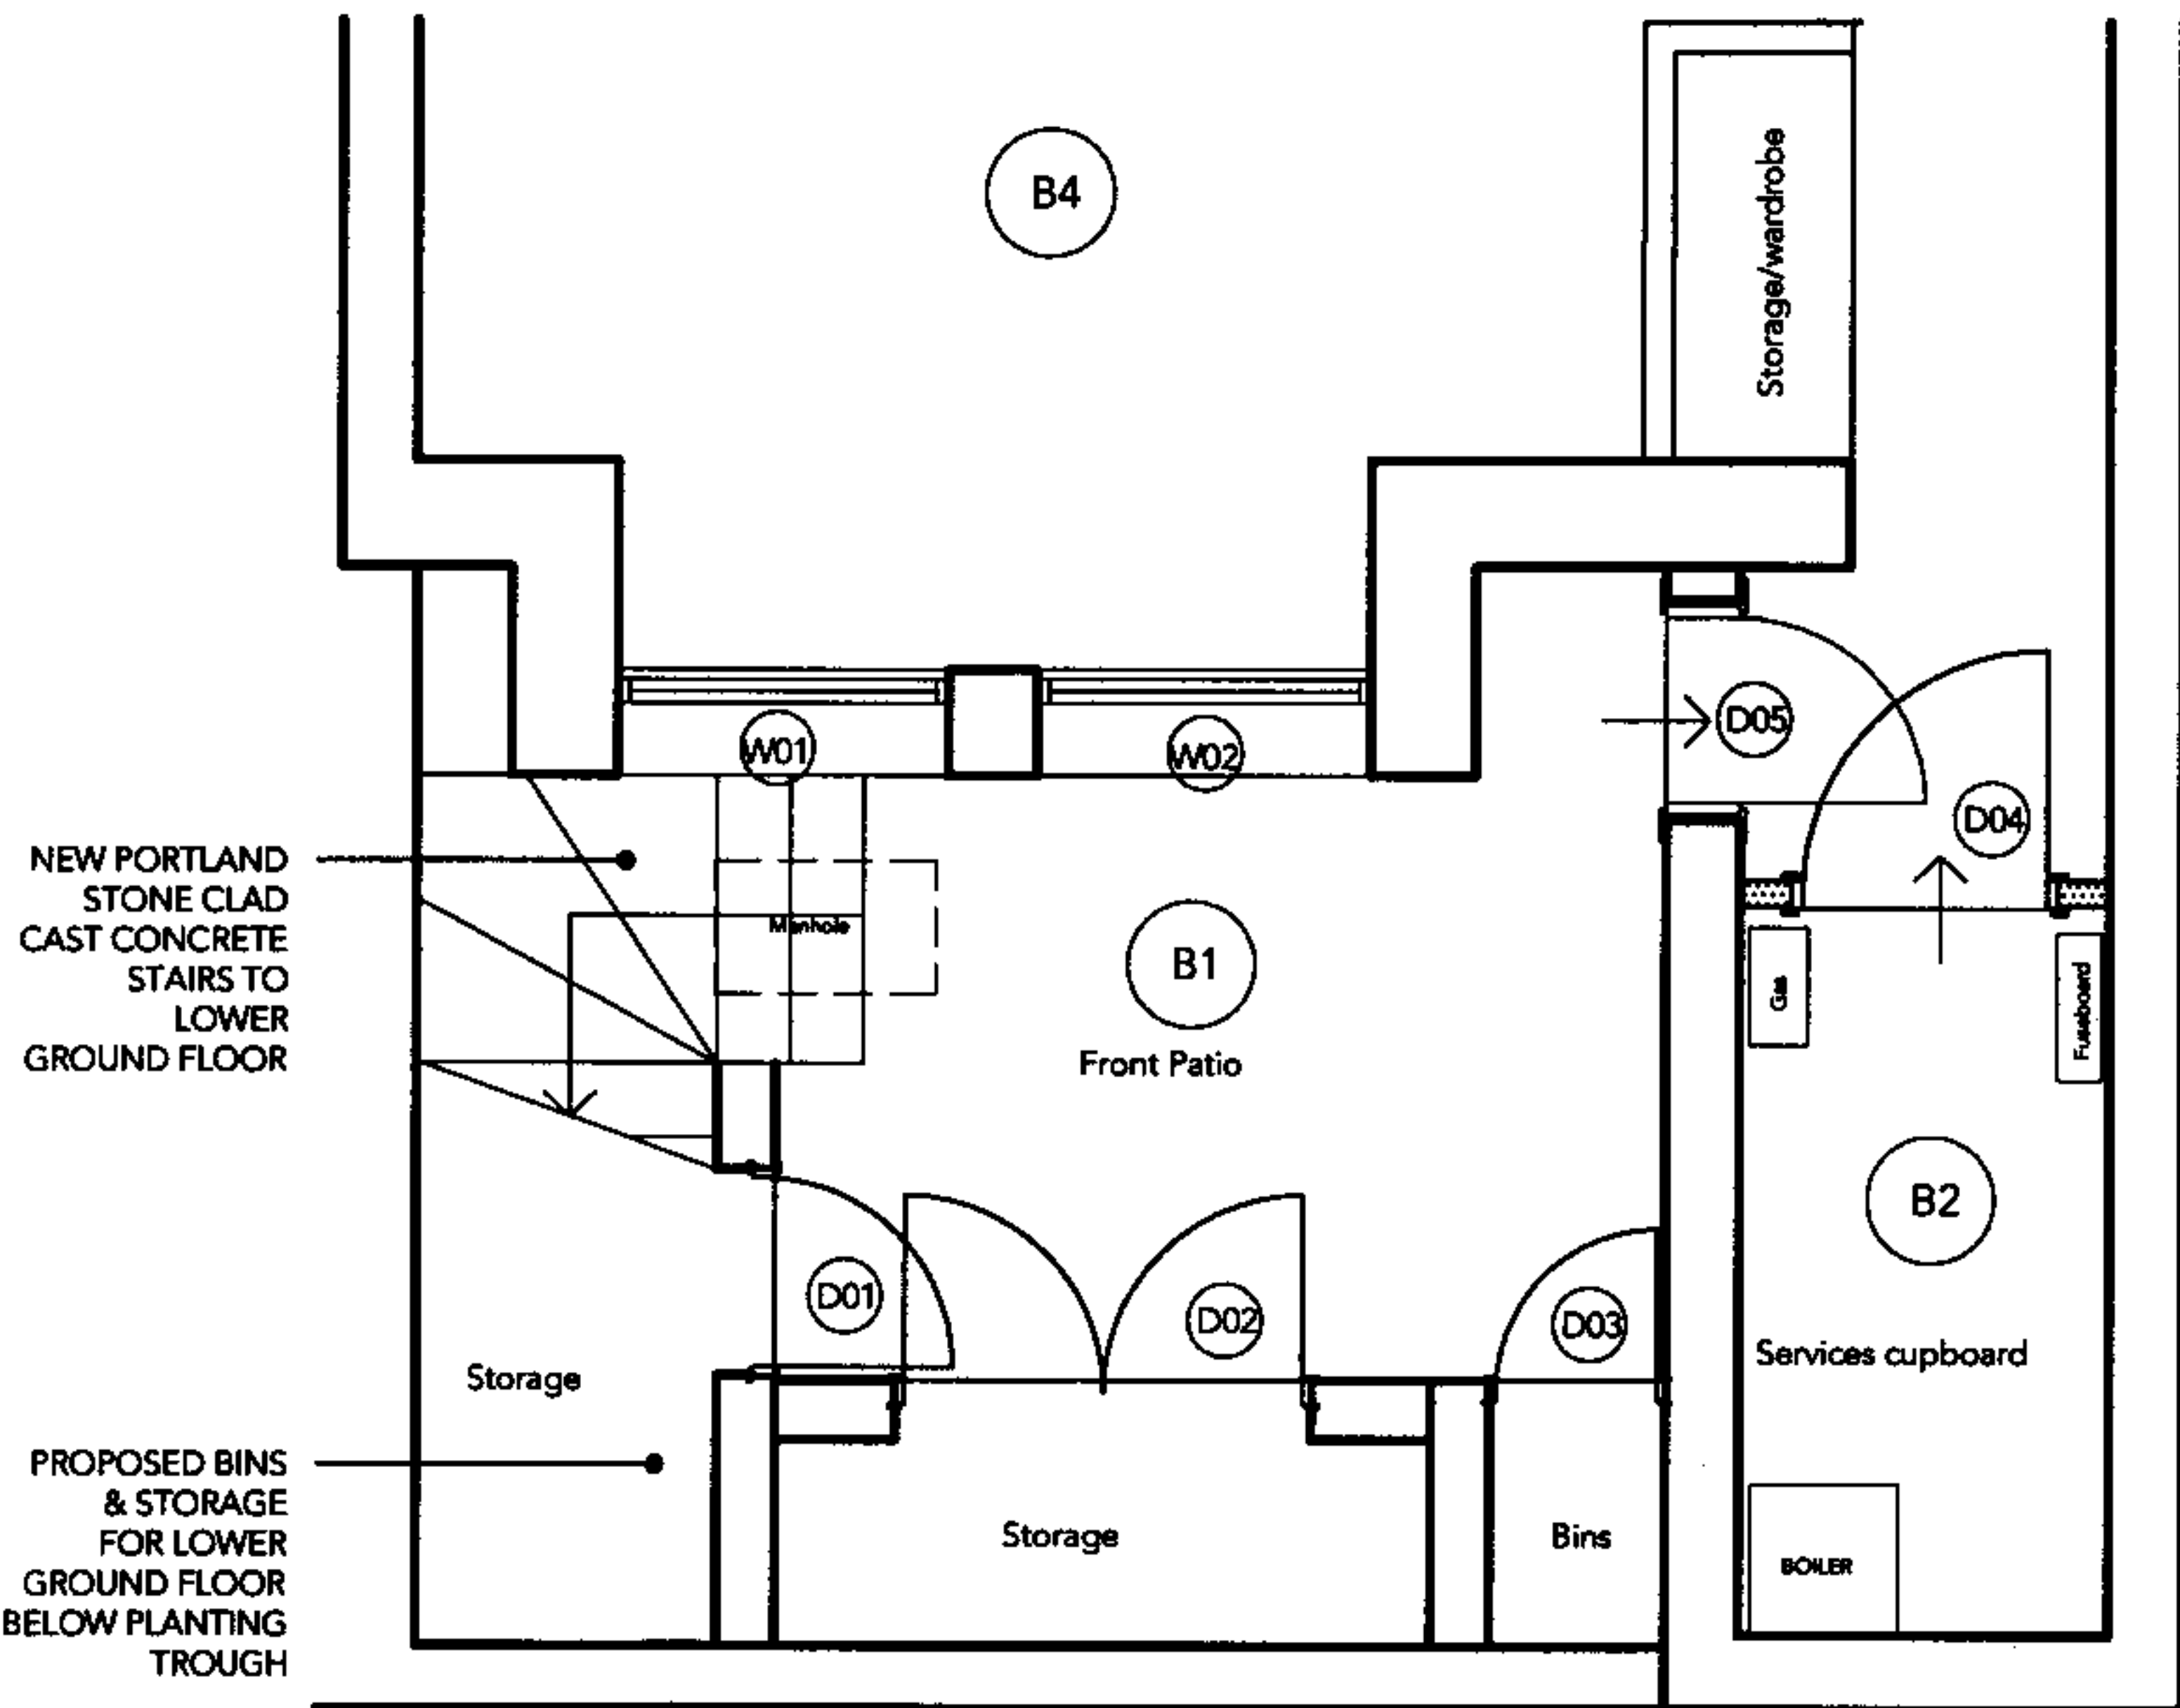 B4
Storage/wardrobe
W01
W02
D05
D04
NEW PORTLAND
STONE CLAD
CAST CONCRETE
STAIRS TO
LOWER
GROUND FLOOR
Manhole
B1
Front Patio
Gas
Fuseboard
B2
D01
D02
D03
Services cupboard
Storage
PROPOSED BINS
& STORAGE
FOR LOWER
GROUND FLOOR
BELOW PLANTING
TROUGH
Storage
Bins
BOILER